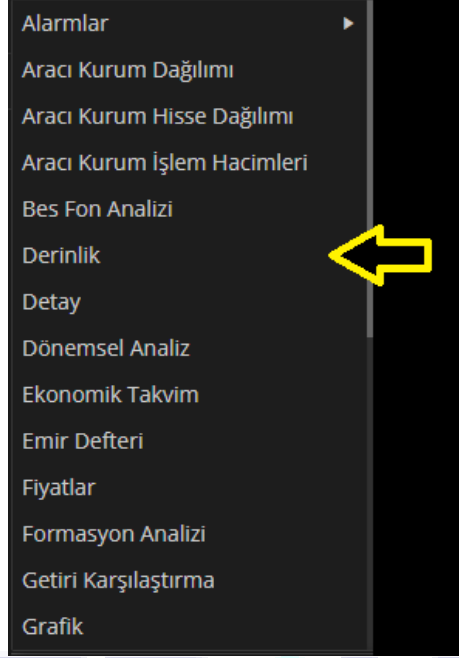 Alarmlar
Aracı Kurum Dağılımı
Aracı Kurum Hisse Dağılımı
Aracı Kurum İşlem Hacimleri
Bes Fon Analizi
Derinlik
Detay
Dönemsel Analiz
Ekonomik Takvim
Emir Defteri
Fiyatlar
Formasyon Analizi
Getiri Karşılaştırma
Grafik